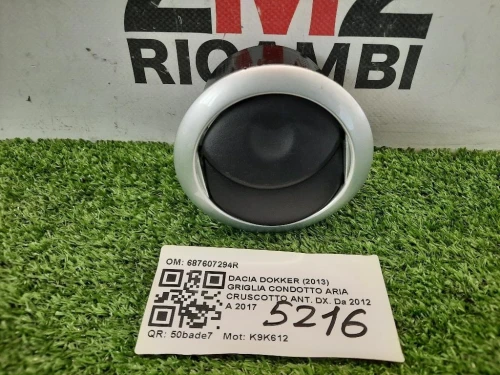 2M2
RICAMBI
OM: 687607294R
DACIA DOKKER (2013)
GRIGLIA CONDOTTO ARIA
CRUSCOTTO ANT. DX. Da 2012
A 2017
5216
QR: 50bade7 Mot: K9K612